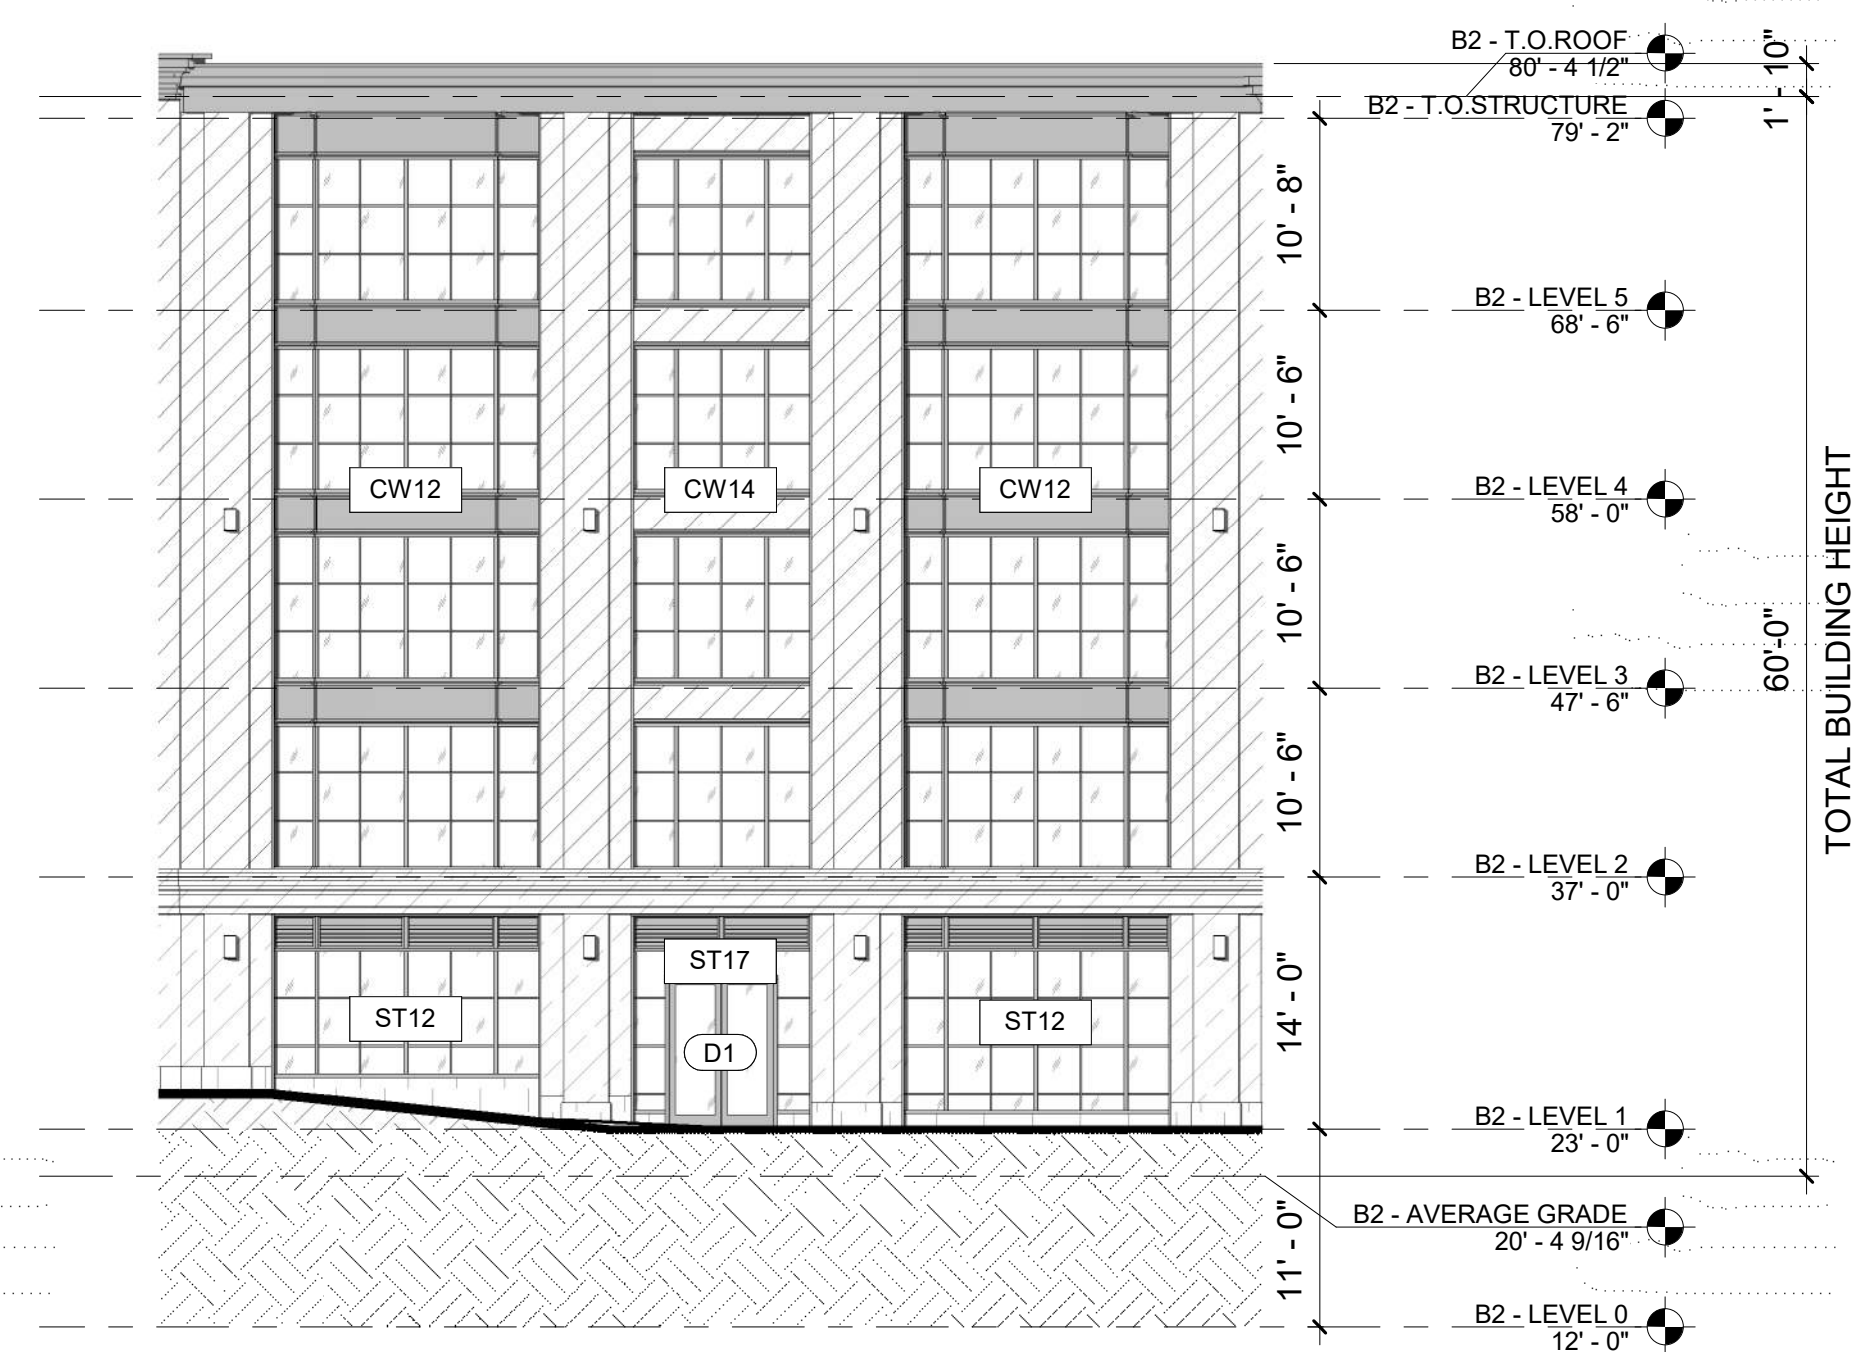 B2 - T.O.ROOF
80' - 4 1/2"
1' - 10"
B2 - T.O.STRUCTURE
79' - 2"
10' - 8"
B2 - LEVEL 5
68' - 6"
10' - 6"
CW12
CW14
CW12
B2 - LEVEL 4
58' - 0"
10' - 6"
60'-0"
TOTAL BUILDING HEIGHT
B2 - LEVEL 3
47' - 6"
10' - 6"
B2 - LEVEL 2
37' - 0"
ST17
ST12
ST12
D1
14' - 0"
B2 - LEVEL 1
23' - 0"
B2 - AVERAGE GRADE
20' - 4 9/16"
11' - 0"
B2 - LEVEL 0
12' - 0"